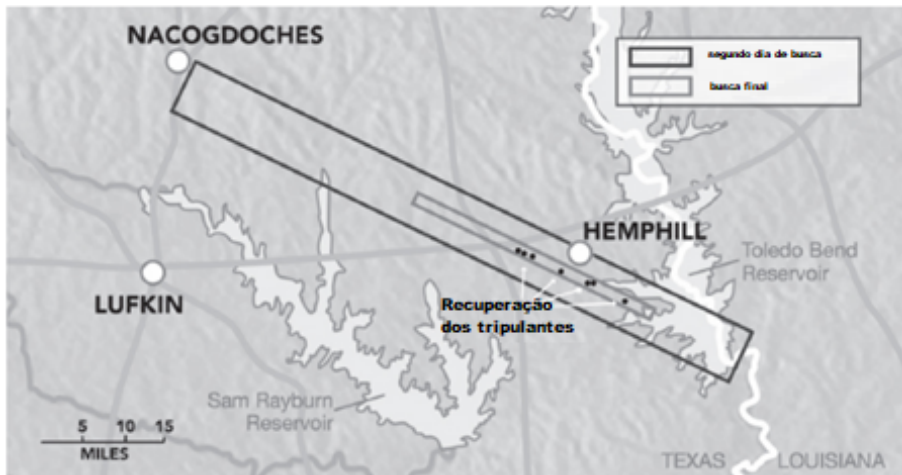 NACOGDOCHES
segundo dia de busca
busca final
HEMPHILL
Toledo Bend
Reservoir
LUFKIN
Recuperação
dos tripulantes
Sam Rayburn
Reservoir
5 10 15
MILES
TEXAS LOUISIANA